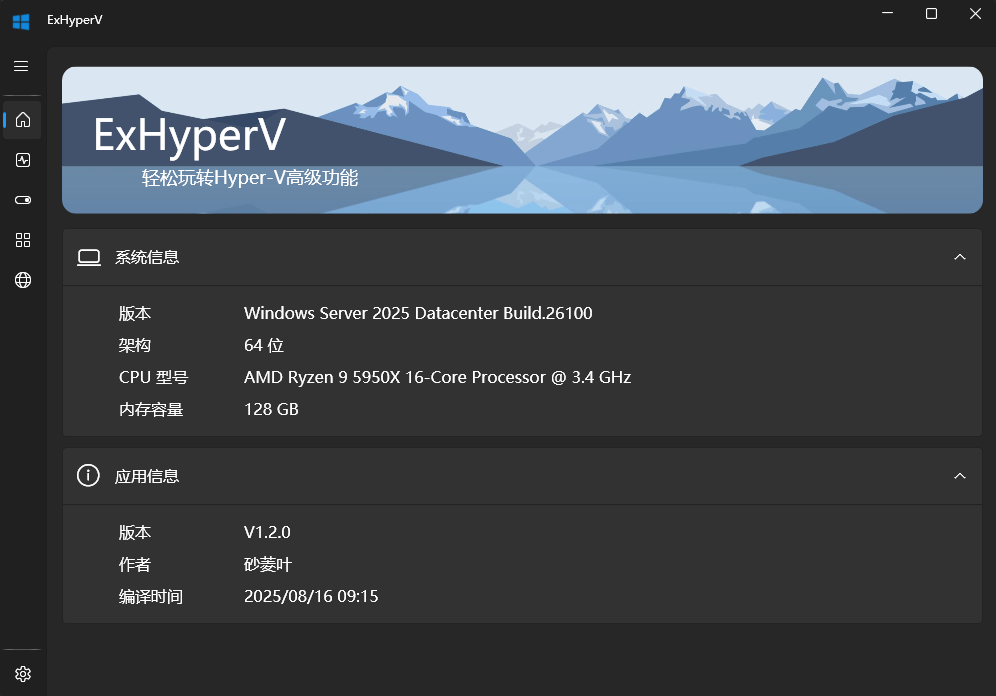 ExHyperV
ExHyperV
轻松玩转Hyper-V高级功能
系统信息
版本 Windows Server 2025 Datacenter Build.26100
架构 64 位
CPU 型号 AMD Ryzen 9 5950X 16-Core Processor @ 3.4 GHz
内存容量 128 GB
应用信息
版本 V1.2.0
作者 砂菱叶
编译时间 2025/08/16 09:15